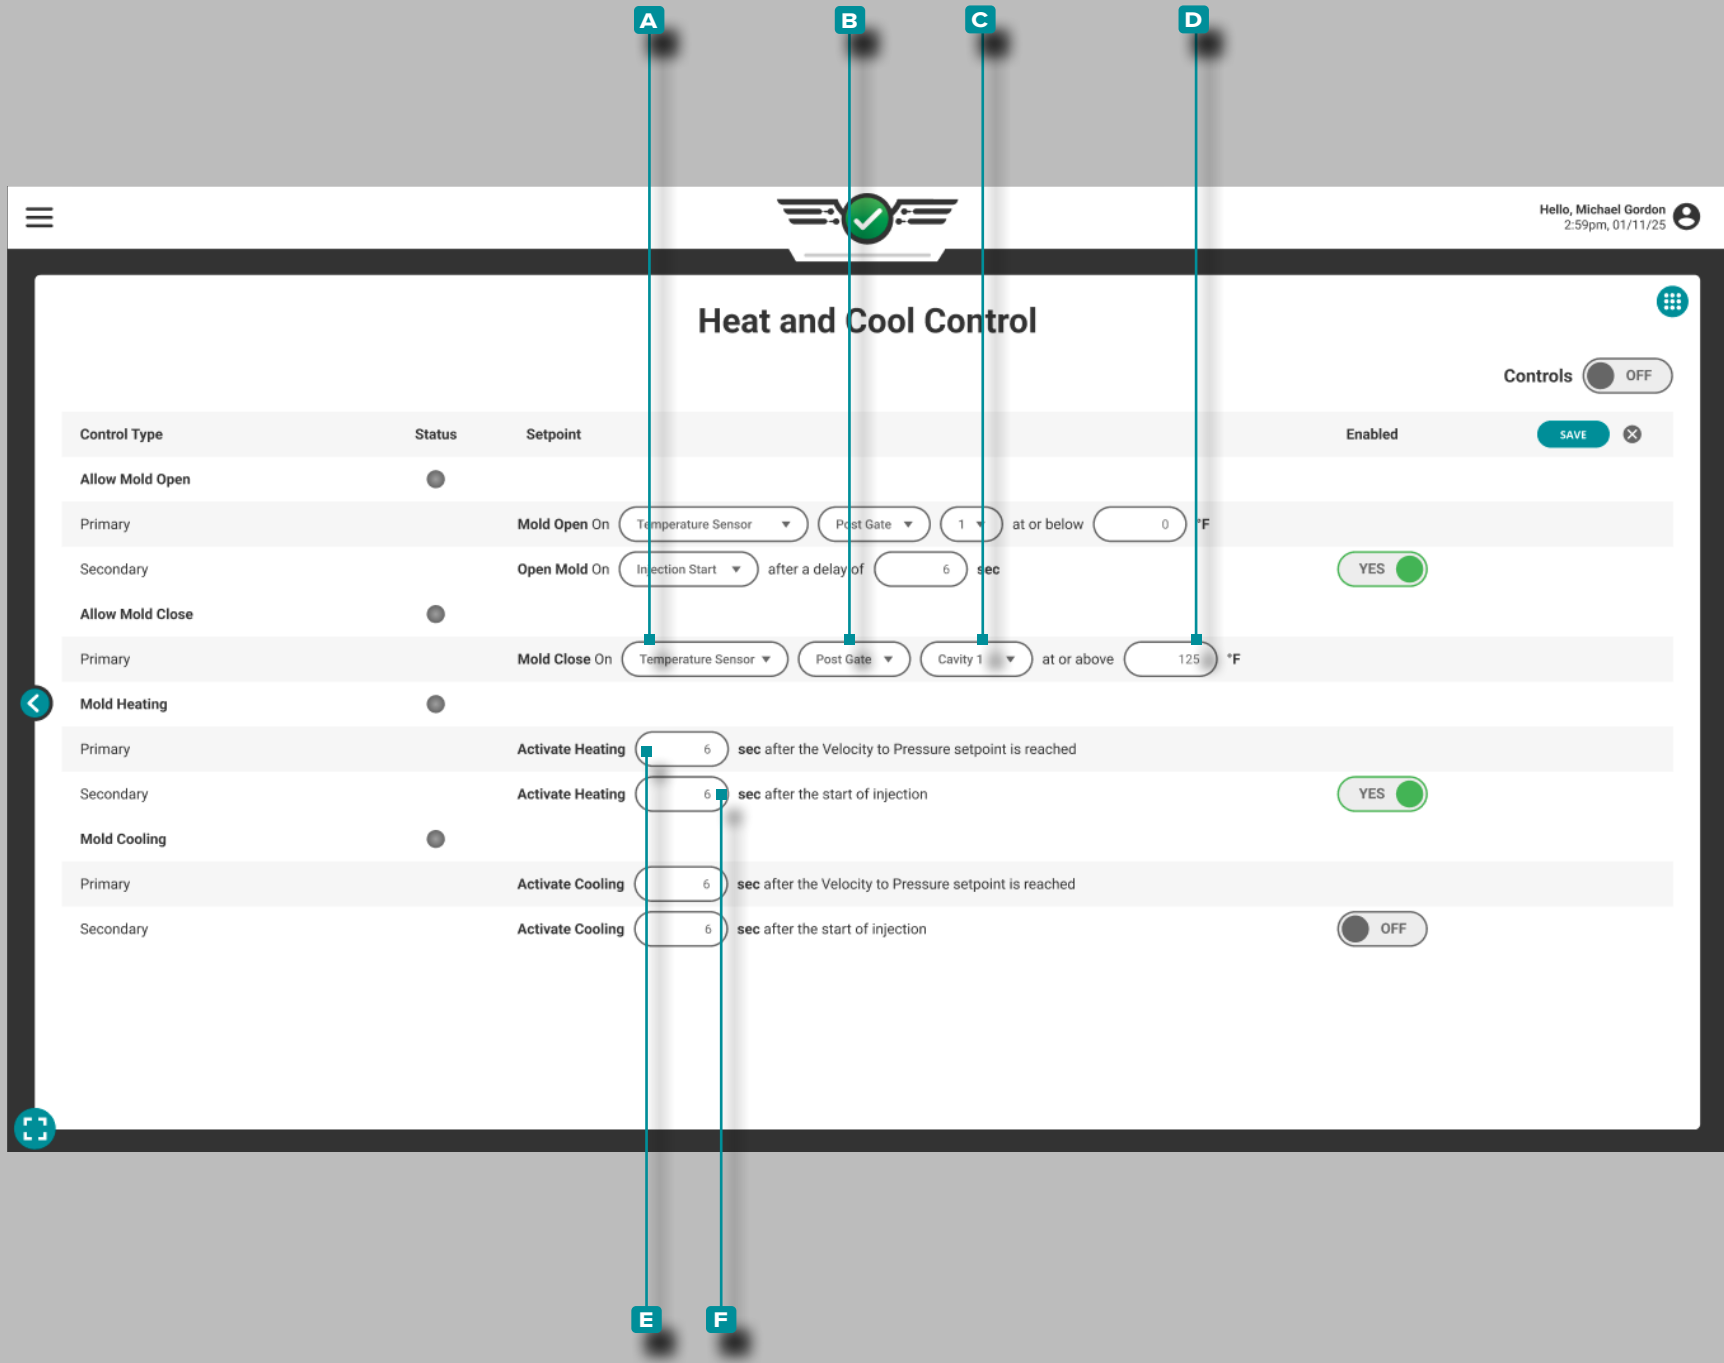 A B C D
Hello, Michael Gordon
2:59pm, 01/11/25
Heat and Cool Control
Controls OFF
Control Type Status Setpoint Enabled SAVE
Allow Mold Open
Primary Mold Open On Temperature Sensor Post Gate 1 at or below 0 °F
Secondary Open Mold On Injection Start after a delay of 6 sec YES
Allow Mold Close
Primary Mold Close On Temperature Sensor Post Gate Cavity 1 at or above 125 °F
Mold Heating
Primary Activate Heating 6 sec after the Velocity to Pressure setpoint is reached
Secondary Activate Heating 6 sec after the start of injection YES
Mold Cooling
Primary Activate Cooling 6 sec after the Velocity to Pressure setpoint is reached
Secondary Activate Cooling 6 sec after the start of injection OFF
E F